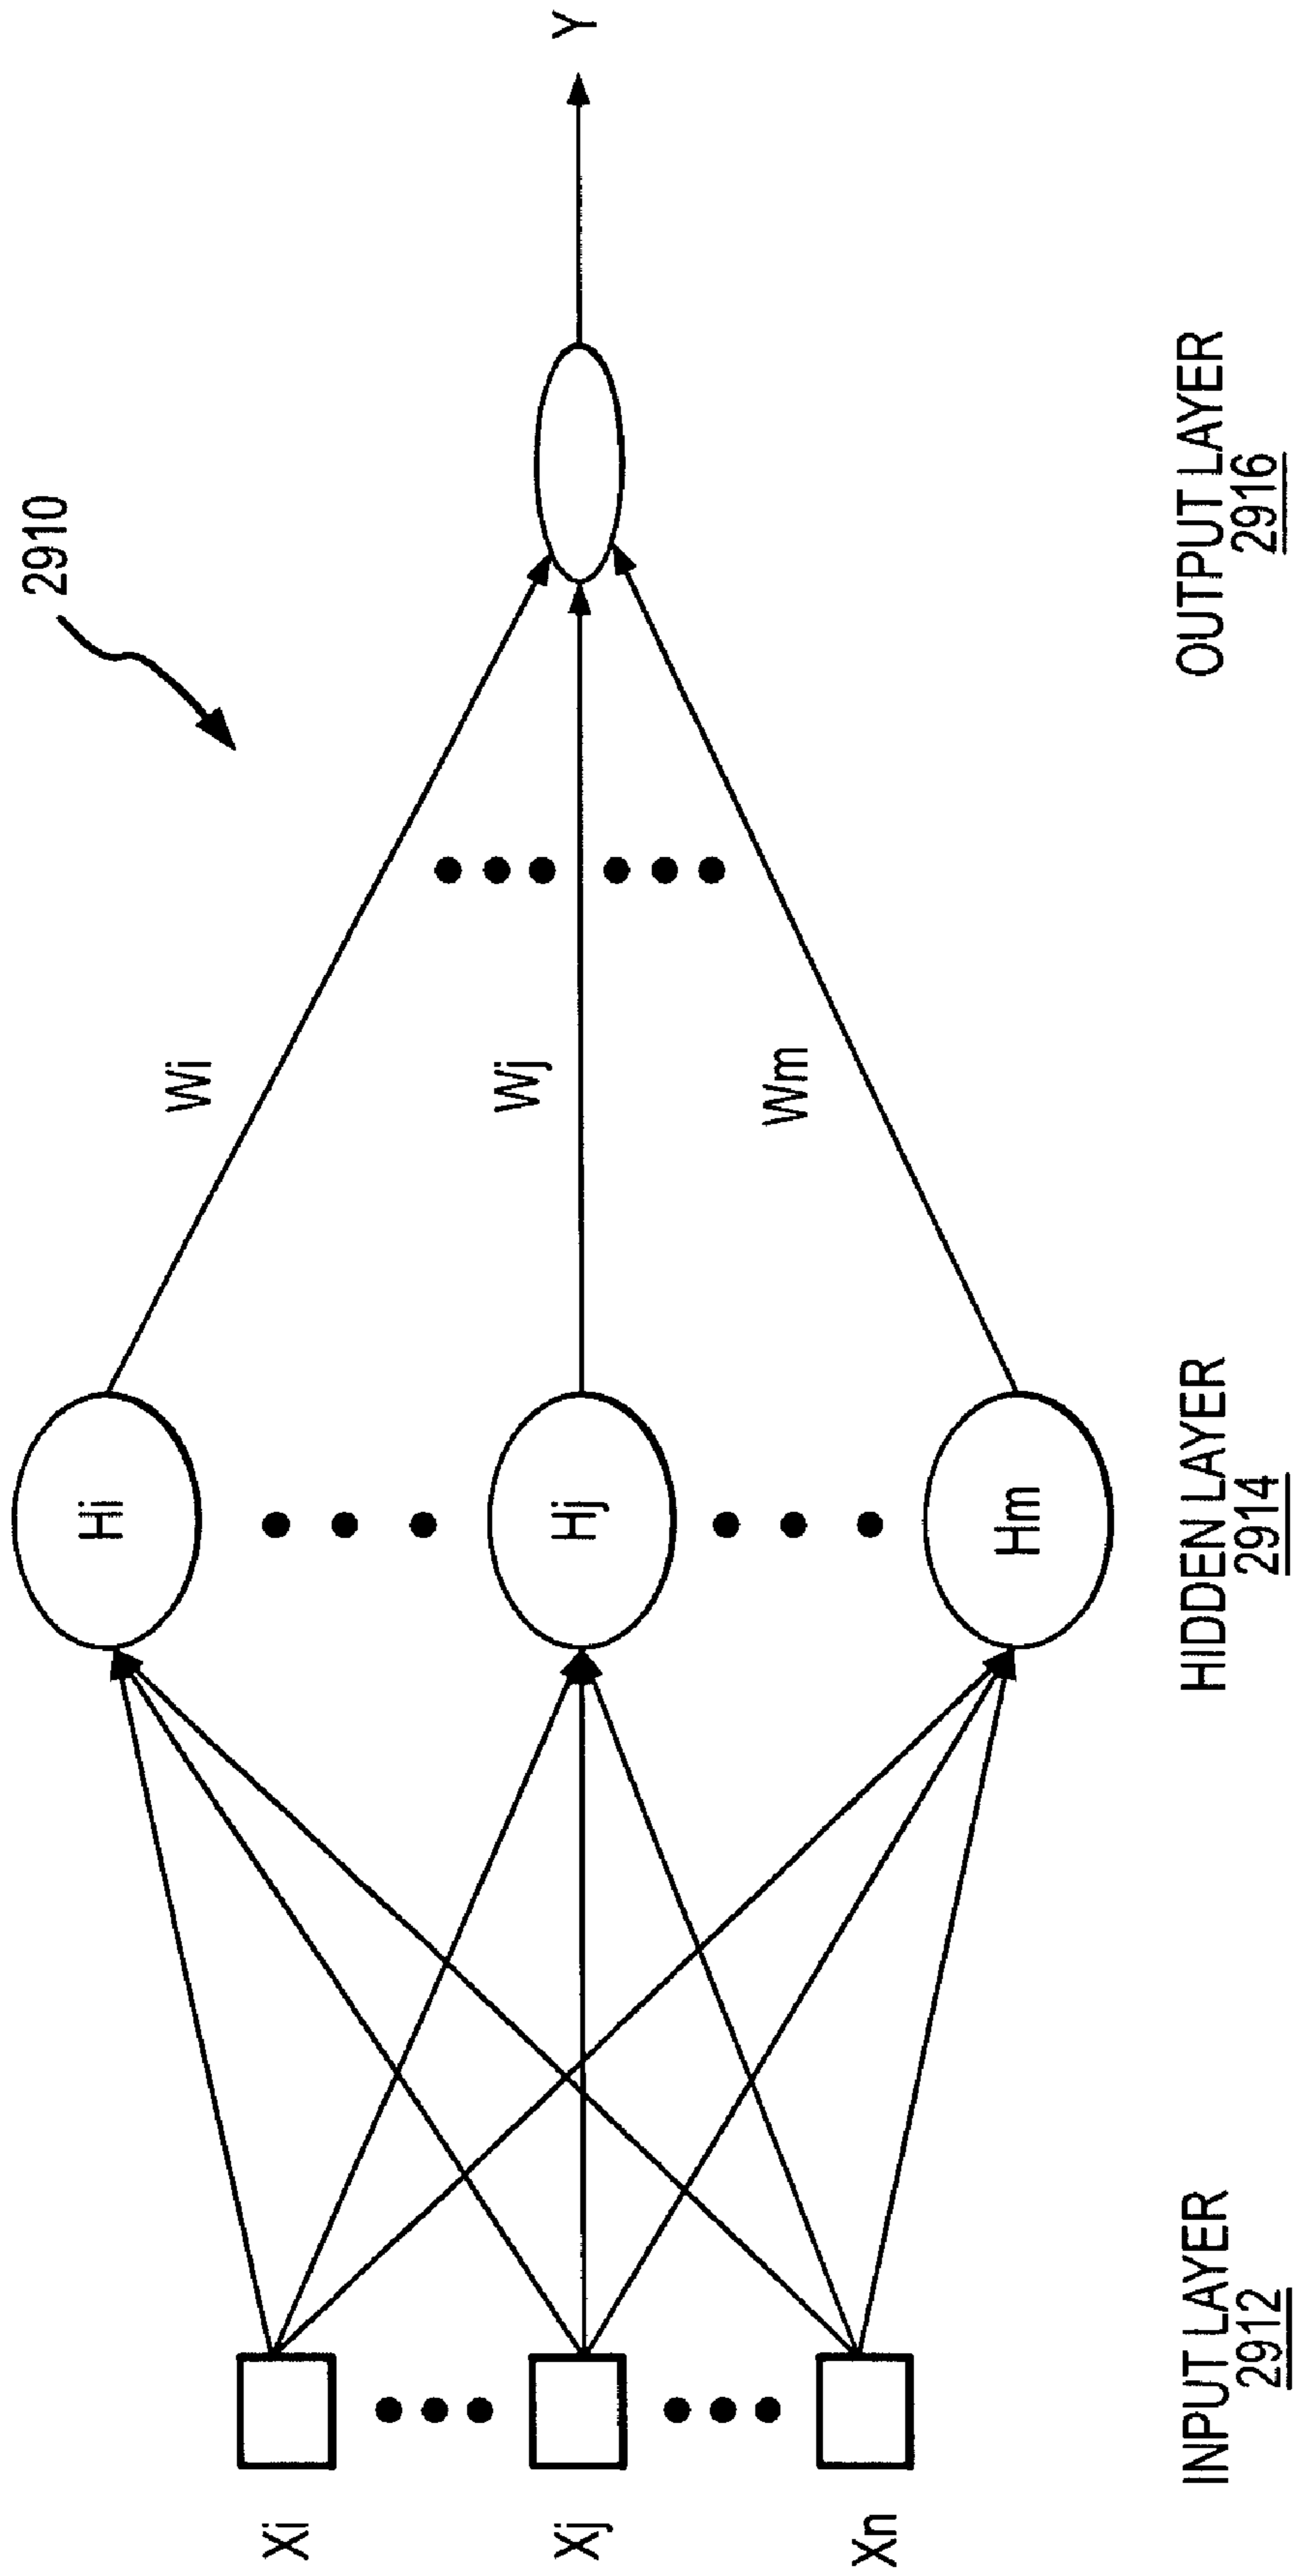 2910
Xi
Xj
Xn
Hi
Hj
Hm
Wi
Wj
Wm
Y
INPUT LAYER
2912
HIDDEN LAYER
2914
OUTPUT LAYER
2916